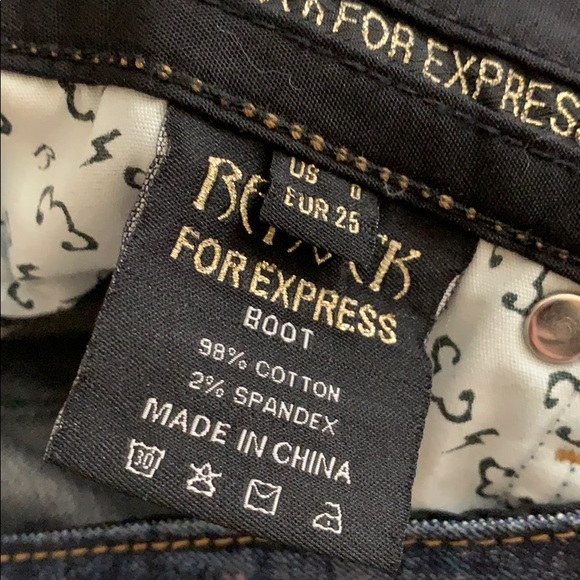 FOR EXPRESS
US 0
EUR 25
FOR EXPRESS
BOOT
98% COTTON
2% SPANDEX
MADE IN CHINA
30